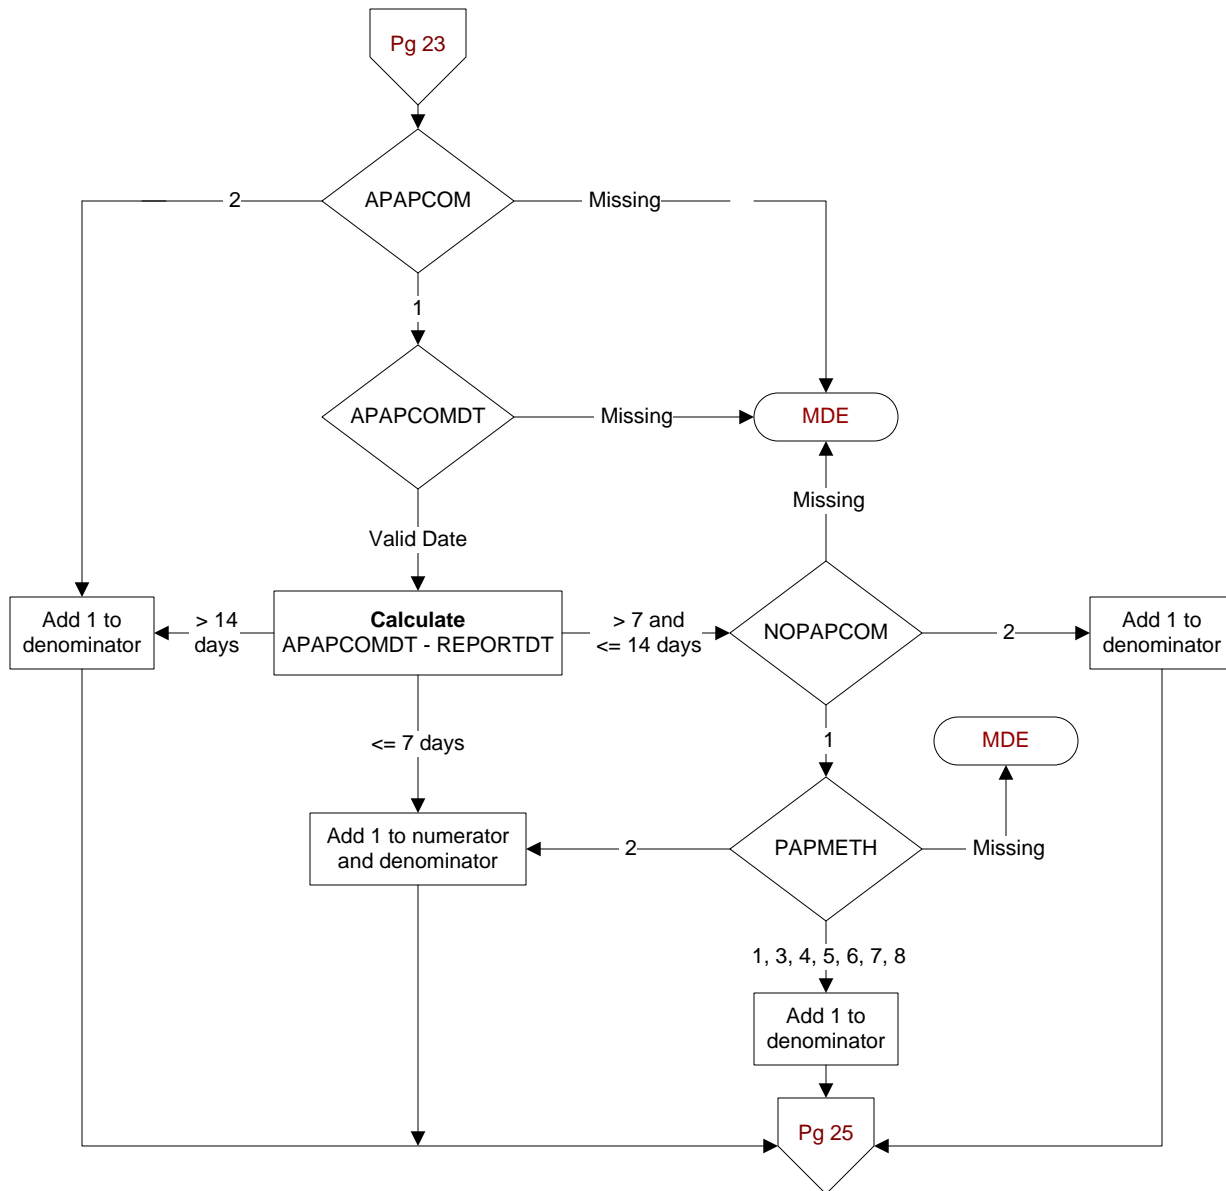 Pg 23
APAPCOM
2
Missing
1
APAPCOMDT
Missing
MDE
Missing
Valid Date
Add 1 to
denominator
> 14
days
Calculate
APAPCOMDT - REPORTDT
> 7 and
<= 14 days
NOPAPCOM
2
Add 1 to
denominator
<= 7 days
1
MDE
Add 1 to numerator
and denominator
2
PAPMETH
Missing
1, 3, 4, 5, 6, 7, 8
Add 1 to
denominator
Pg 25